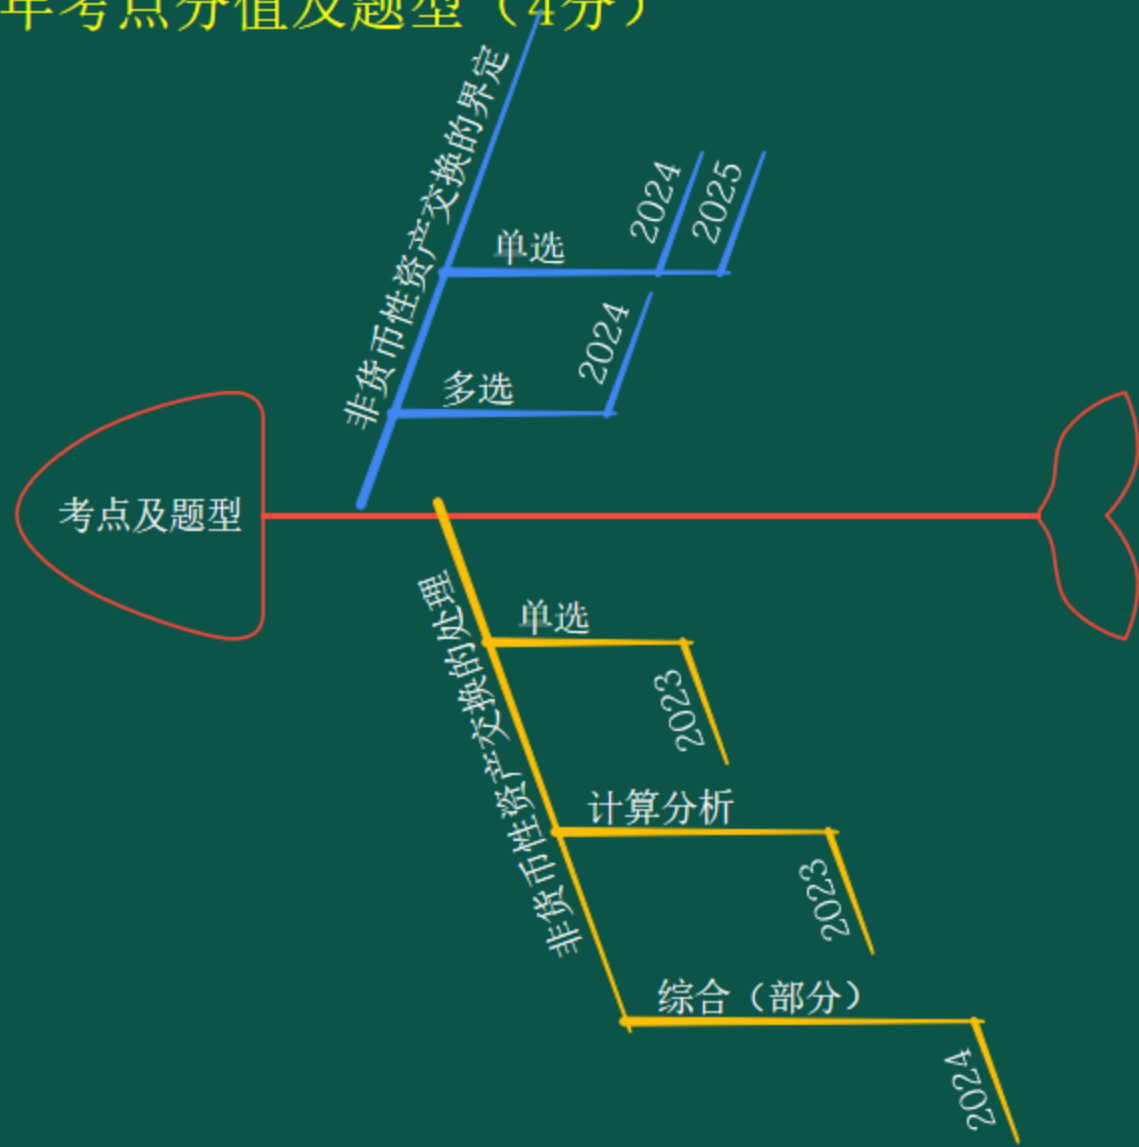 年考点分值及题型（4分）
非货币性资产交换的界定
单选
2024
2025
多选
2024
考点及题型
非货币性资产交换的处理
单选
2023
计算分析
2023
综合（部分）
2024